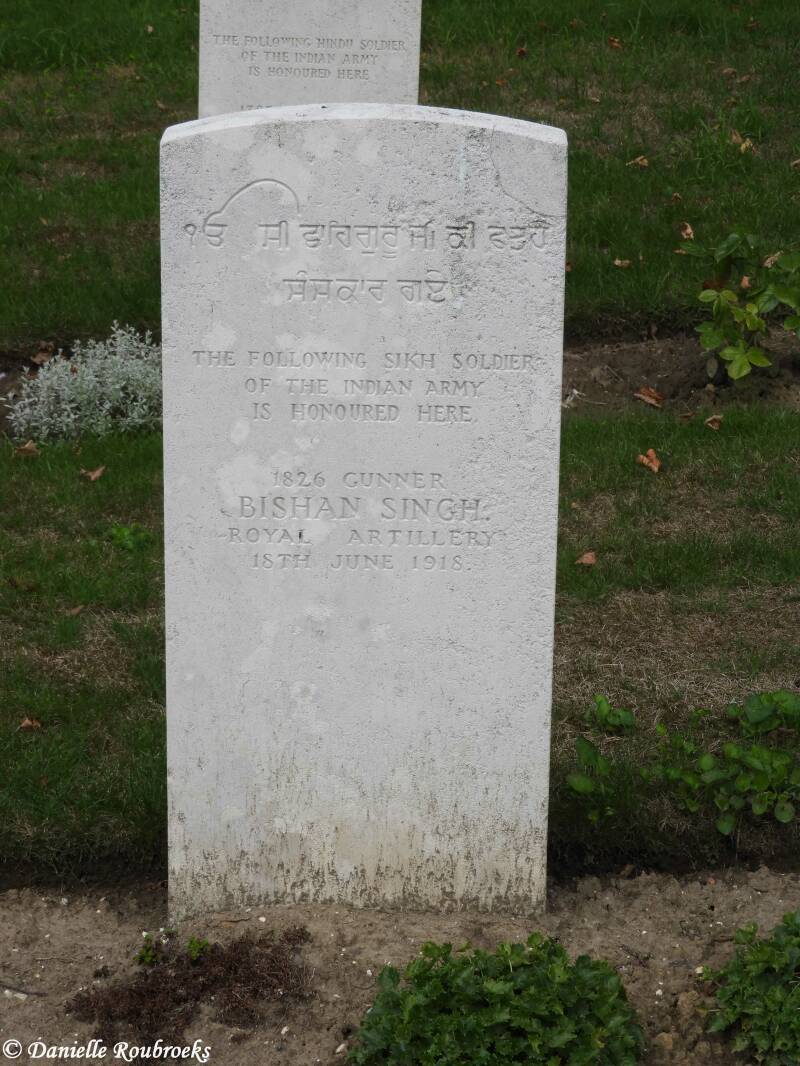 THE FOLLOWING HINDU SOLDIER
OF THE INDIAN ARMY
IS HONOURED HERE
ੴ ਸੀ ਵਾਹਿਗੁਰੂ ਜੀ ਕੀ ਫਤਹ
ਸੰਸਕਾਰ ਗਏ
THE FOLLOWING SIKH SOLDIER
OF THE INDIAN ARMY
IS HONOURED HERE
1826 GUNNER
BISHAN SINGH.
ROYAL ARTILLERY
18TH JUNE 1918.
© Danielle Roubroeks